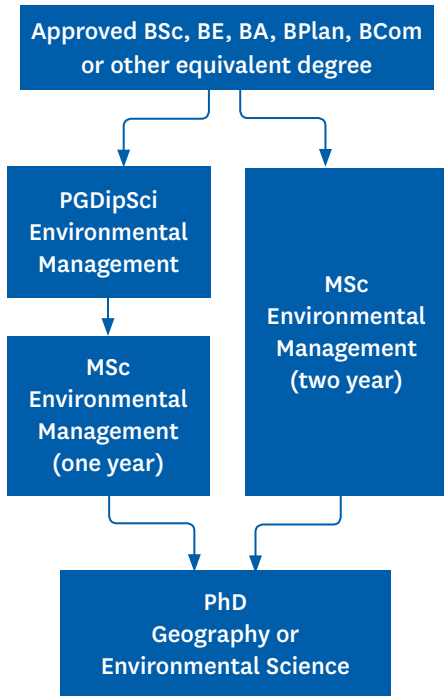 Approved BSc, BE, BA, BPlan, BCom
or other equivalent degree
PGDipSci
Environmental
Management
MSc
Environmental
Management
(one year)
MSc
Environmental
Management
(two year)
PhD
Geography or
Environmental Science